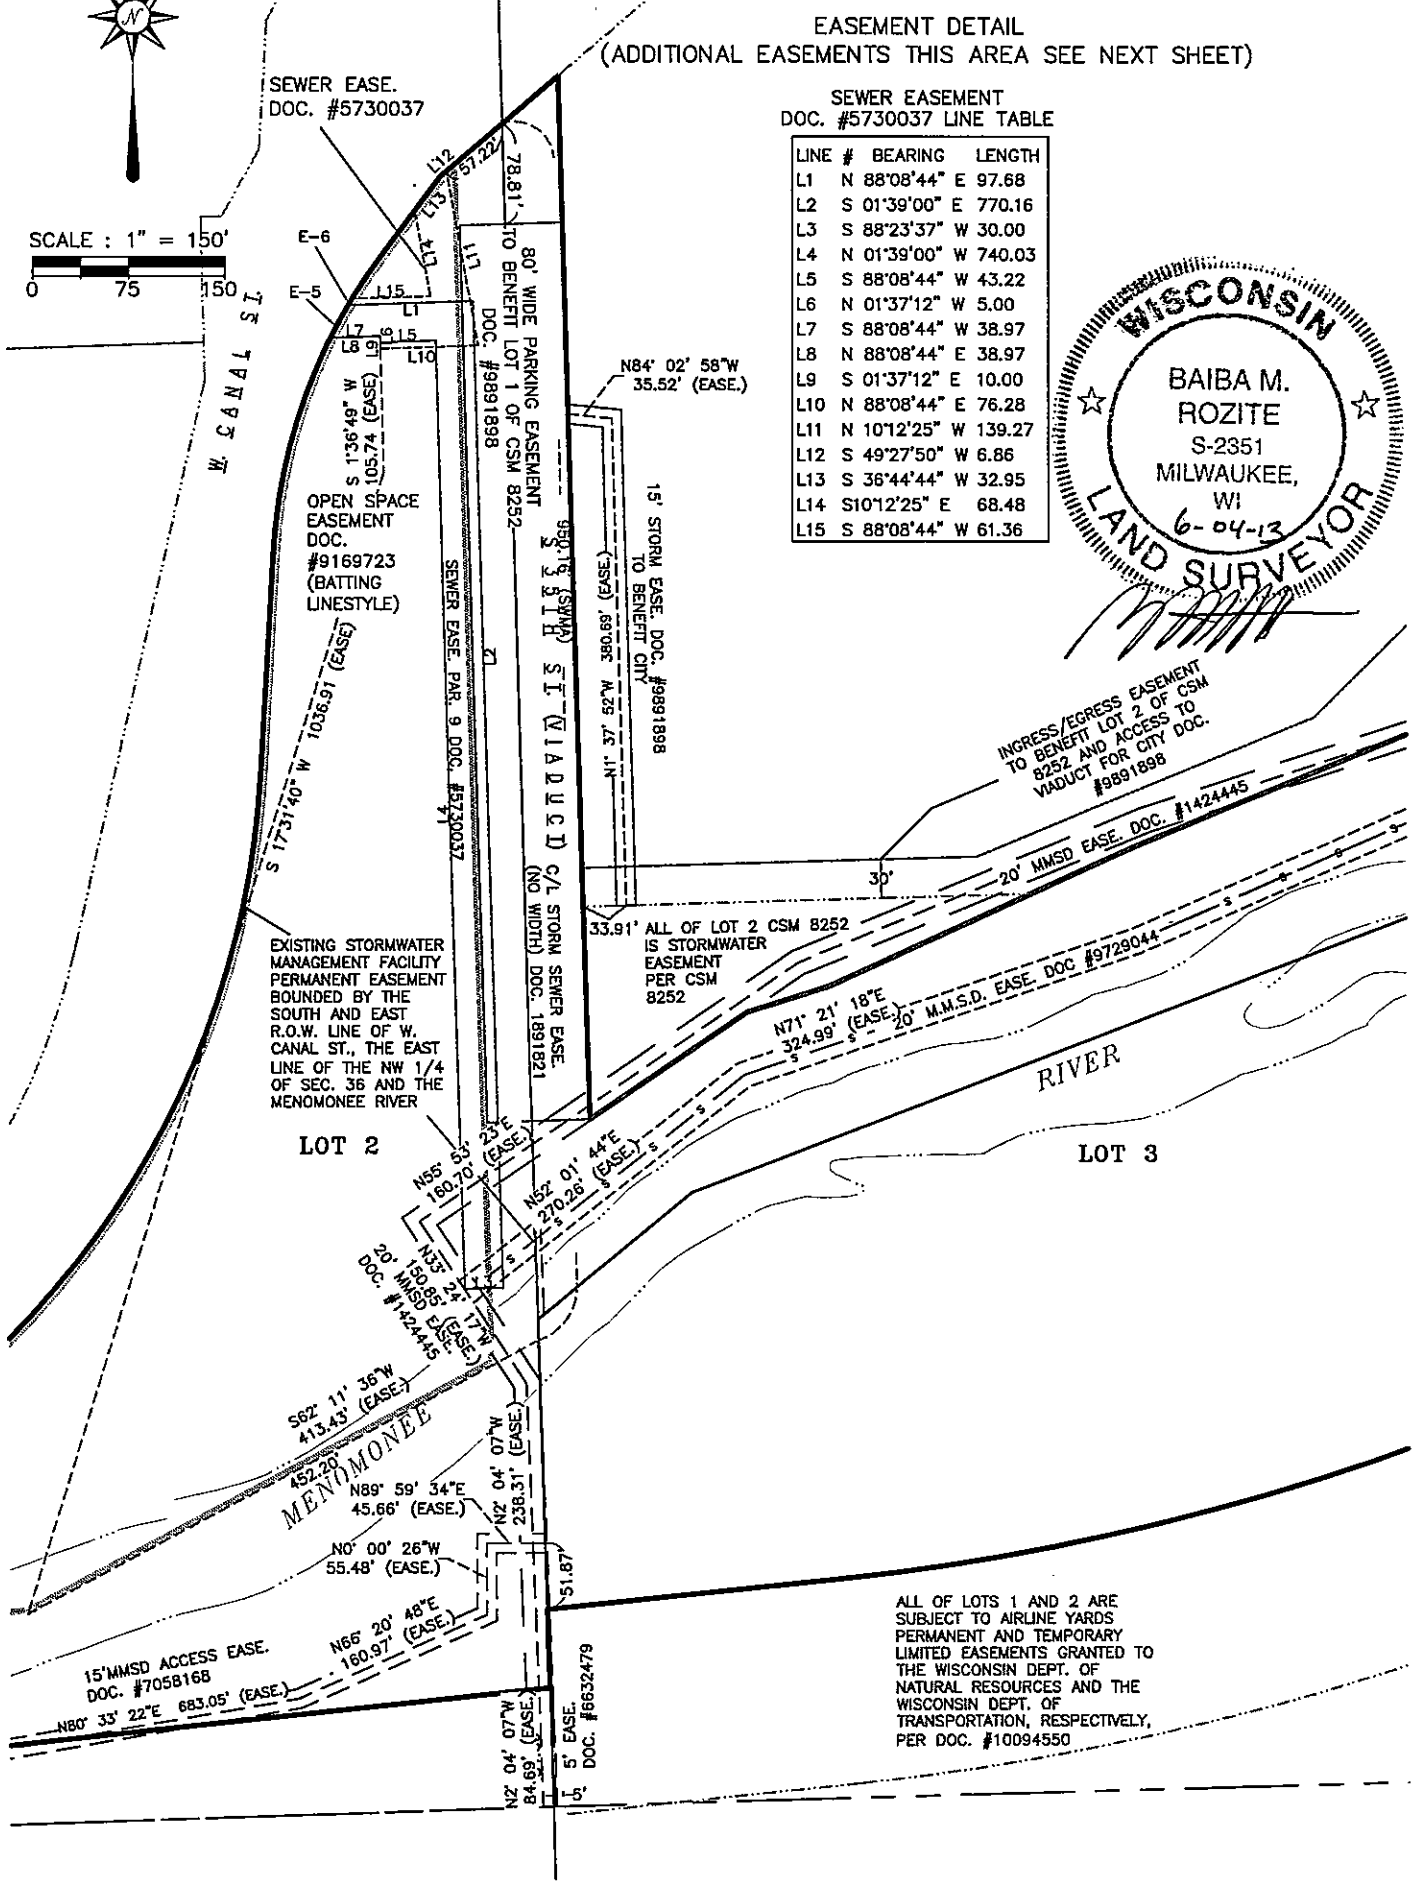 N
EASEMENT DETAIL
(ADDITIONAL EASEMENTS THIS AREA SEE NEXT SHEET)
SEWER EASE.
DOC. #5730037
SCALE : 1" = 150'
0 75 150
SEWER EASEMENT
DOC. #5730037 LINE TABLE
LINE # BEARING LENGTH
L1 N 88°08'44" E 97.68
L2 S 01°39'00" E 770.16
L3 S 88°23'37" W 30.00
L4 N 01°39'00" W 740.03
L5 S 88°08'44" W 43.22
L6 N 01°37'12" W 5.00
L7 S 88°08'44" W 38.97
L8 N 88°08'44" E 38.97
L9 S 01°37'12" E 10.00
L10 N 88°08'44" E 76.28
L11 N 10°12'25" W 139.27
L12 S 49°27'50" W 6.86
L13 S 36°44'44" W 32.95
L14 S10°12'25" E 68.48
L15 S 88°08'44" W 61.36
WISCONSIN
BAIBA M.
ROZITE
S-2351
MILWAUKEE,
WI
6-04-13
LAND SURVEYOR
W. CANAL ST.
E-6
E-5
L12
57.22'
L13
78.81'
L11
L15
L1
L7
L8
L9
L5
L10
80' WIDE PARKING EASEMENT
TO BENEFIT LOT 1 OF CSM 8252
DOC. #9891898
N84° 02' 58"W
35.52' (EASE.)
S 1°36'49" W
105.74 (EASE)
OPEN SPACE
EASEMENT
DOC.
#9169723
(BATTING
LINESTYLE)
S 17°31'40" W 1036.91 (EASE)
SEWER EASE. PAR. 9 DOC. #5730037
950.16' (SWMA)
S 35TH ST. (VIADUCT)
N1° 37' 52"W 380.69' (EASE.)
15' STORM EASE. DOC. #9891898
TO BENEFIT CITY
C/L STORM SEWER EASE.
(NO WIDTH) DOC. 1891821
INGRESS/EGRESS EASEMENT
TO BENEFIT LOT 2 OF CSM
8252 AND ACCESS TO
VIADUCT FOR CITY DOC.
#9891898
30'
20' MMSD EASE. DOC. #1424445
33.91'
ALL OF LOT 2 CSM 8252
IS STORMWATER
EASEMENT
PER CSM
8252
EXISTING STORMWATER
MANAGEMENT FACILITY
PERMANENT EASEMENT
BOUNDED BY THE
SOUTH AND EAST
R.O.W. LINE OF W.
CANAL ST., THE EAST
LINE OF THE NW 1/4
OF SEC. 36 AND THE
MENOMONEE RIVER
LOT 2
N71° 21' 18"E
324.99' (EASE.)
20' M.M.S.D. EASE. DOC #9729044
RIVER
LOT 3
N55° 53' 23"E
160.70' (EASE.)
N52° 01' 44"E
270.26' (EASE.)
N33° 24' 17"W
150.85' (EASE.)
20' MMSD EASE.
DOC. #1424445
S62° 11' 36"W
413.43' (EASE.)
452.20'
MENOMONEE
N2° 04' 07"W
238.31' (EASE.)
N89° 59' 34"E
45.66' (EASE.)
N0° 00' 26"W
55.48' (EASE.)
51.87'
N66° 20' 48"E
160.97' (EASE.)
15'MMSD ACCESS EASE.
DOC. #7058168
N80° 33' 22"E 683.05' (EASE.)
N2° 04' 07"W
84.69' (EASE.)
5' EASE.
DOC. #6632479
5'
ALL OF LOTS 1 AND 2 ARE
SUBJECT TO AIRLINE YARDS
PERMANENT AND TEMPORARY
LIMITED EASEMENTS GRANTED TO
THE WISCONSIN DEPT. OF
NATURAL RESOURCES AND THE
WISCONSIN DEPT. OF
TRANSPORTATION, RESPECTIVELY,
PER DOC. #10094550